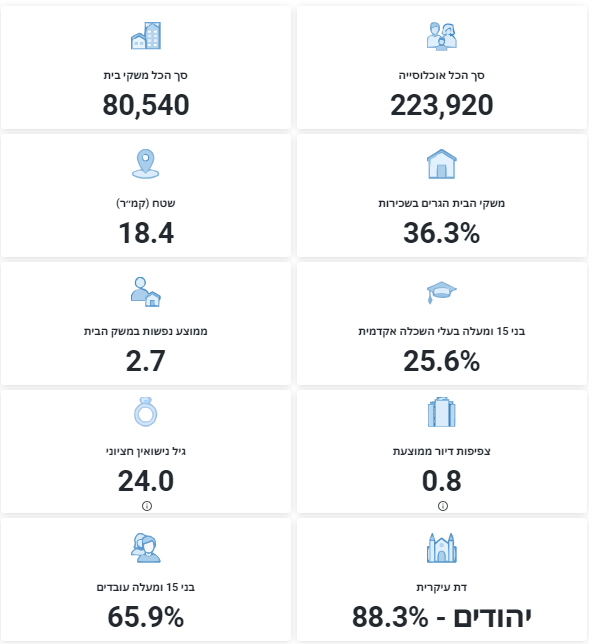 סך הכל אוכלוסייה
223,920
סך הכל משקי בית
80,540
משקי הבית הגרים בשכירות
36.3%
שטח (קמ״ר)
18.4
בני 15 ומעלה בעלי השכלה אקדמית
25.6%
ממוצע נפשות במשק הבית
2.7
צפיפות דיור ממוצעת
0.8
גיל נישואין חציוני
24.0
דת עיקרית
יהודים - 88.3%
בני 15 ומעלה עובדים
65.9%